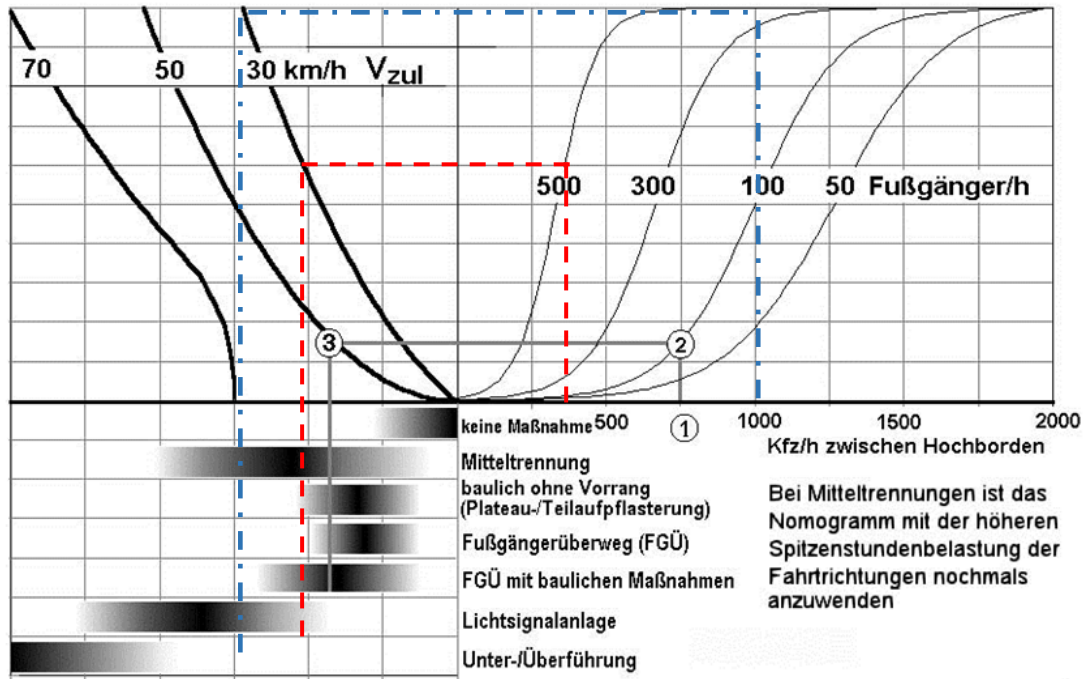 70 50 30 km/h Vzul
500 300 100 50 Fußgänger/h
3 2
keine Maßnahme 500 1 1000 1500 2000
Kfz/h zwischen Hochborden
Mitteltrennung
baulich ohne Vorrang
(Plateau-/Teilaufpflasterung)
Fußgängerüberweg (FGÜ)
FGÜ mit baulichen Maßnahmen
Lichtsignalanlage
Unter-/Überführung
Bei Mitteltrennungen ist das
Nomogramm mit der höheren
Spitzenstundenbelastung der
Fahrtrichtungen nochmals
anzuwenden